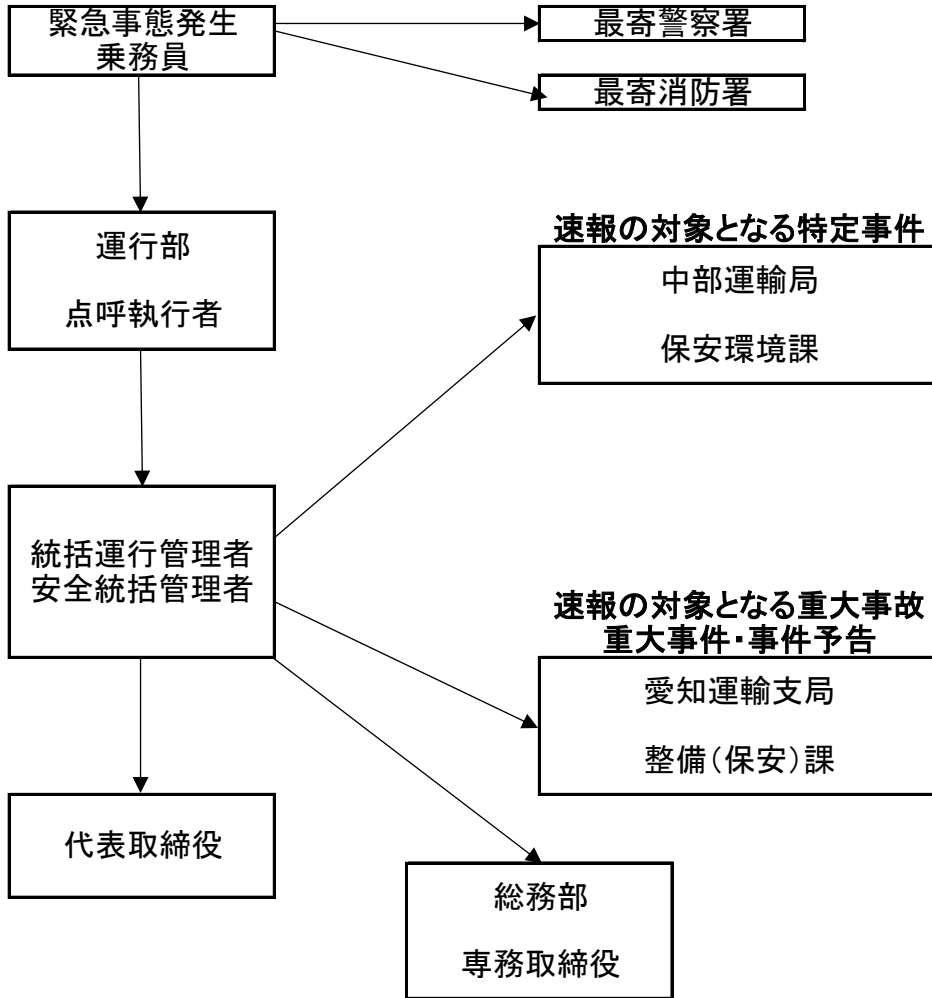 緊急事態発生
乗務員
最寄警察署
最寄消防署
運行部
点呼執行者
速報の対象となる特定事件
中部運輸局
保安環境課
統括運行管理者
安全統括管理者
速報の対象となる重大事故
重大事件・事件予告
愛知運輸支局
整備(保安)課
代表取締役
総務部
専務取締役